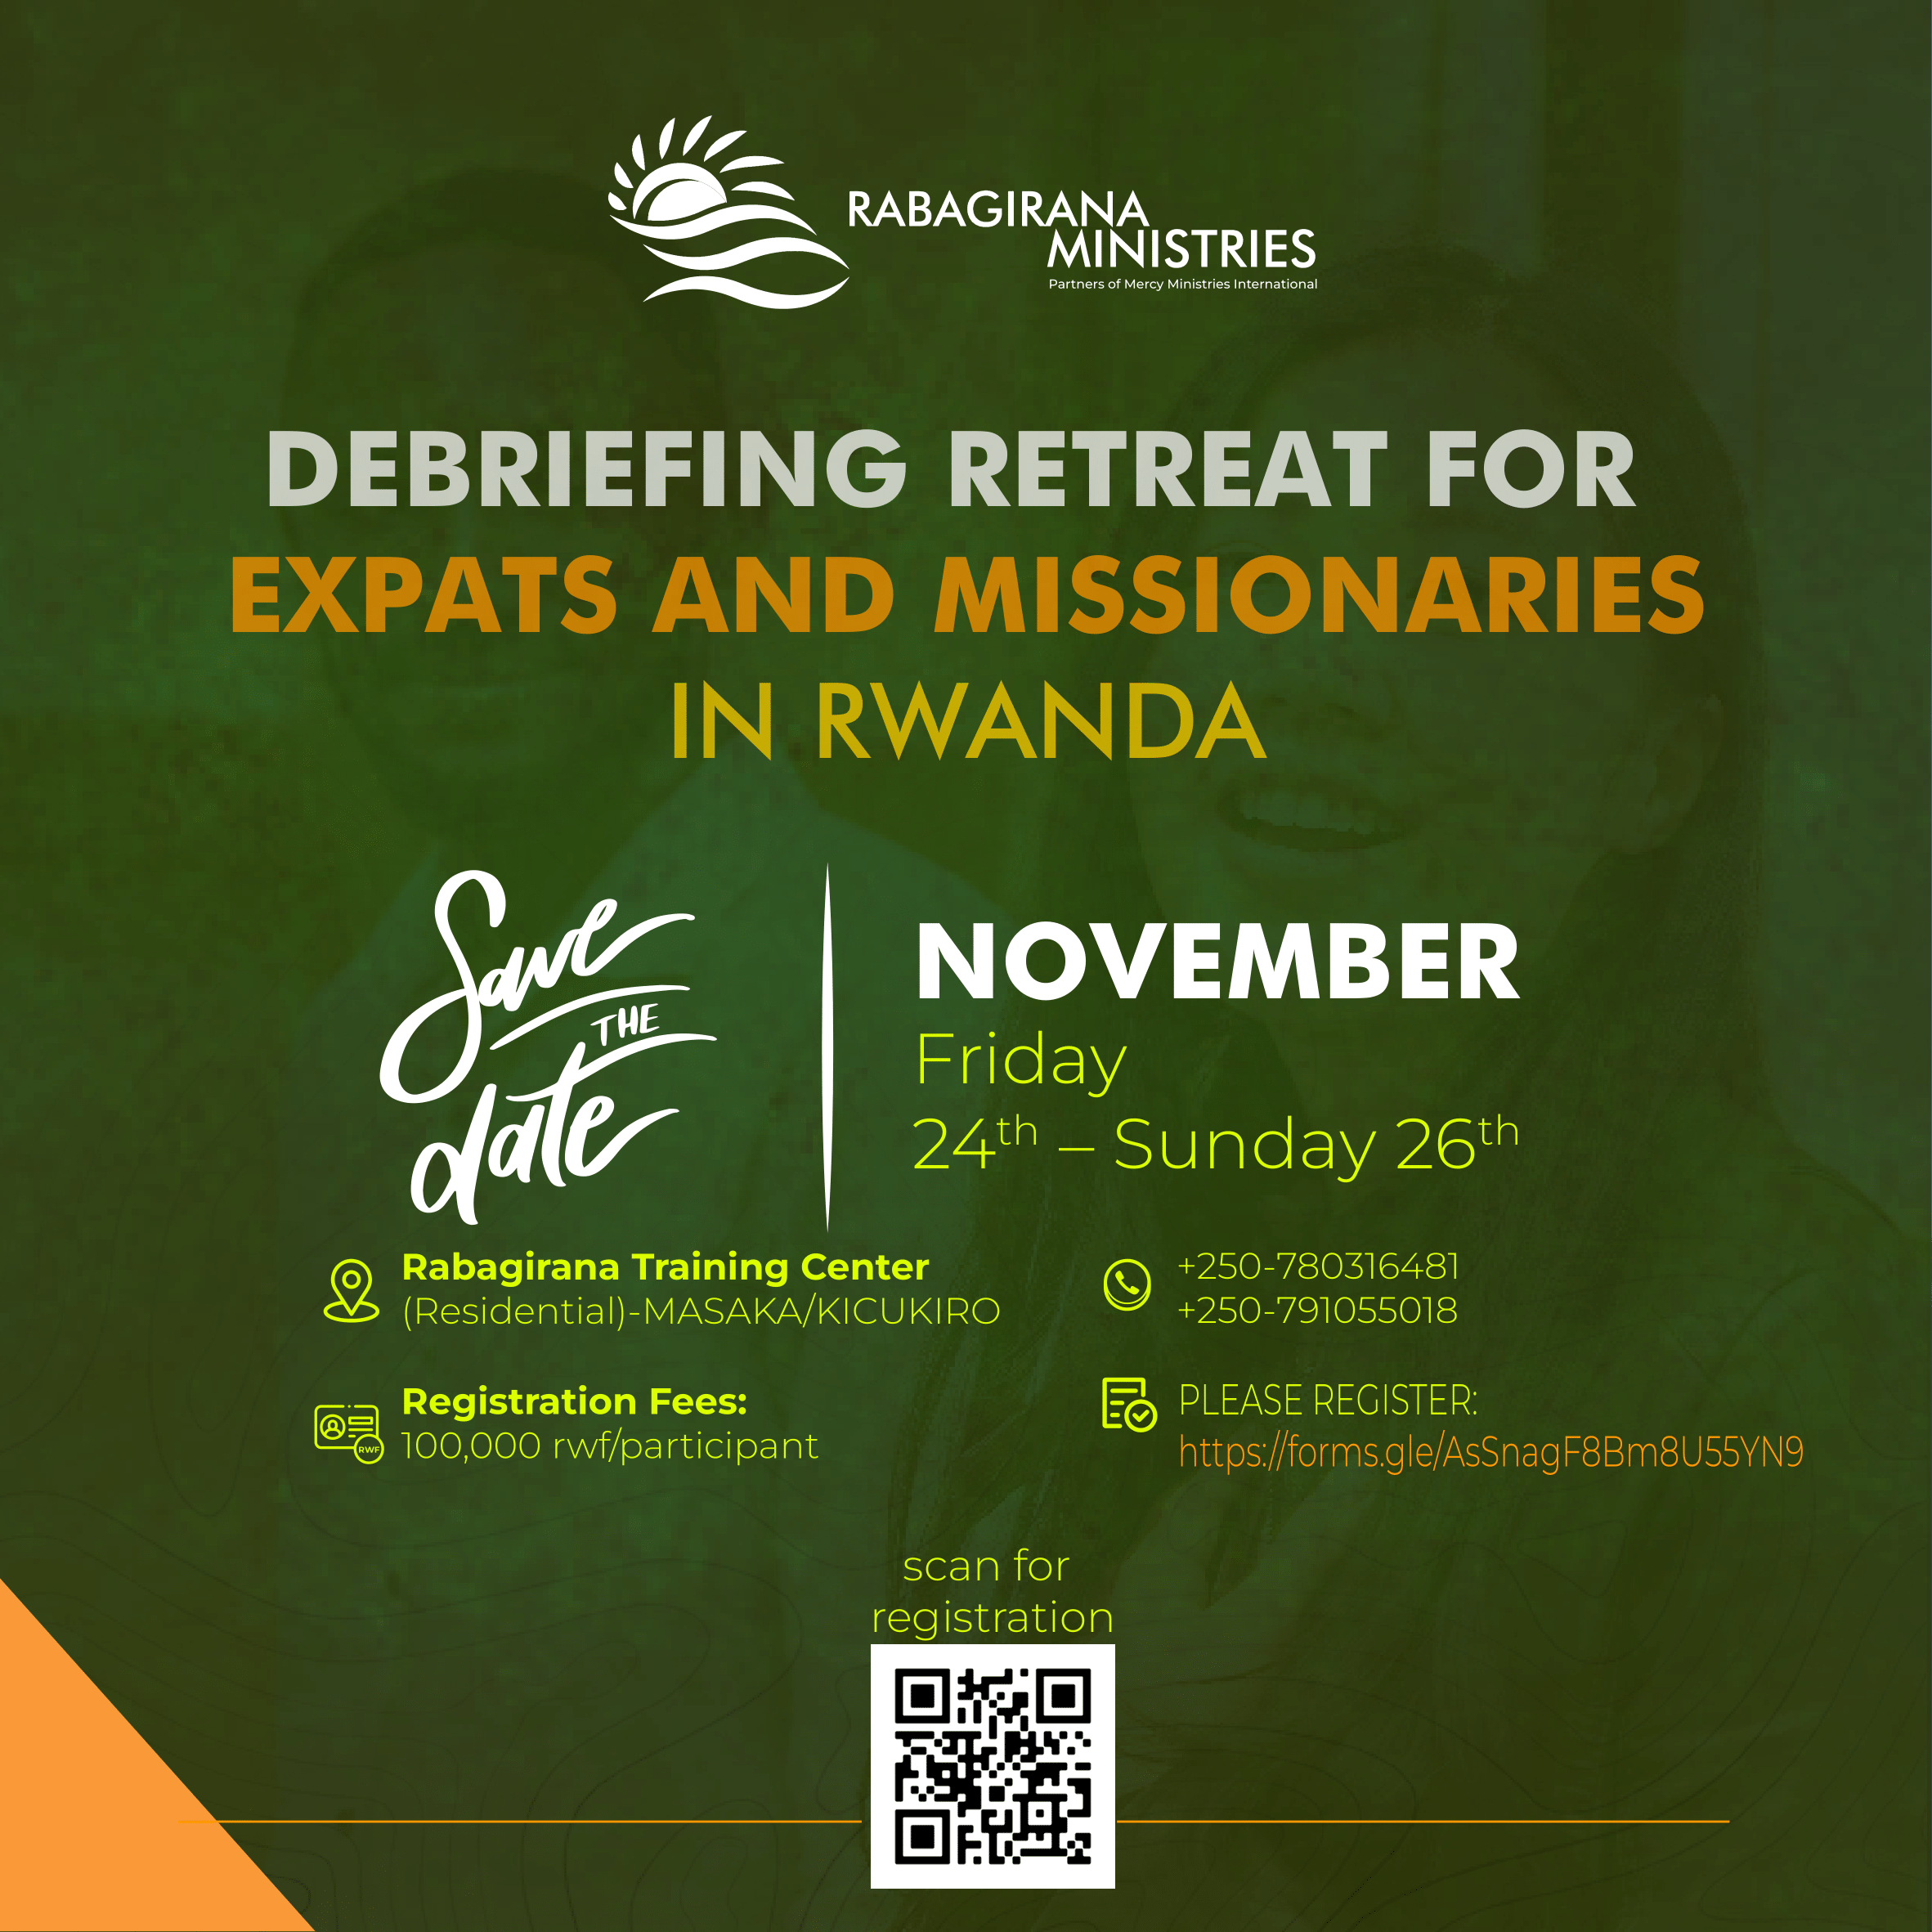 RABAGIRANA
MINISTRIES
Partners of Mercy Ministries International
DEBRIEFING RETREAT FOR
EXPATS AND MISSIONARIES
IN RWANDA
Save
THE
date
NOVEMBER
Friday
24th – Sunday 26th
Rabagirana Training Center
(Residential)-MASAKA/KICUKIRO
+250-780316481
+250-791055018
Registration Fees:
100,000 rwf/participant
RWF
PLEASE REGISTER:
https://forms.gle/AsSnagF8Bm8U55YN9
scan for
registration